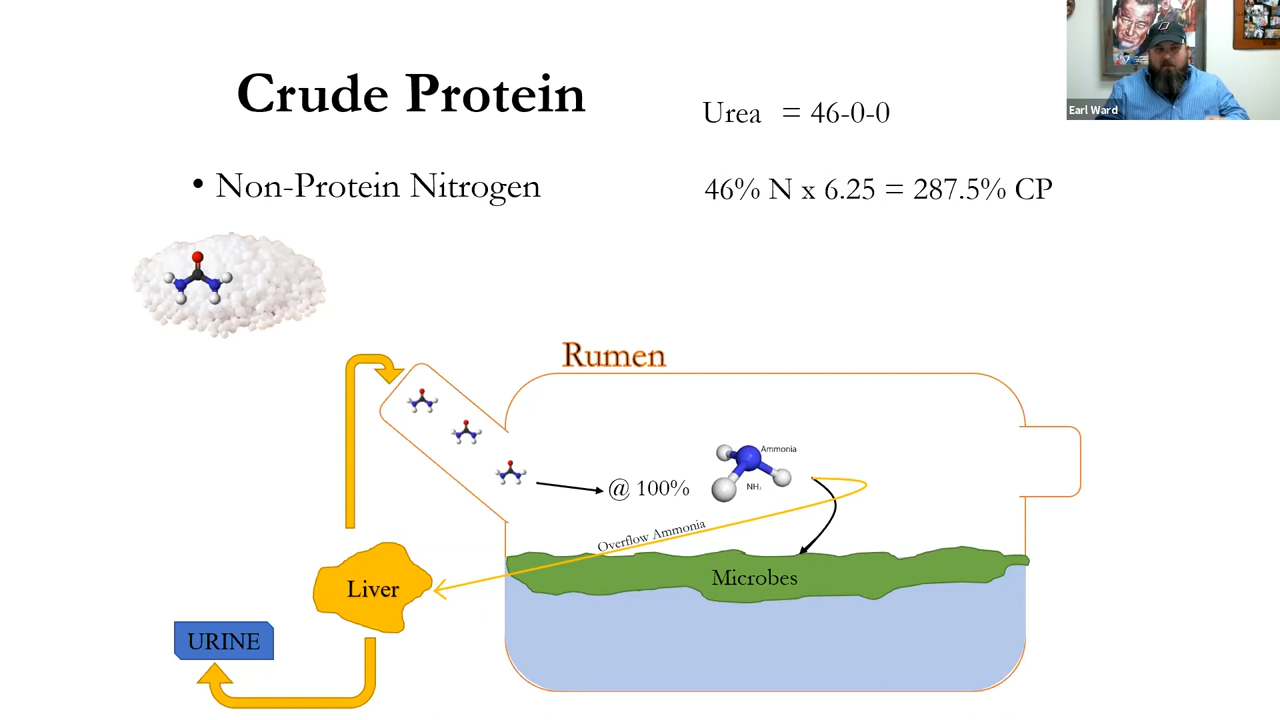 Crude Protein
Urea = 46-0-0
Earl Ward
• Non-Protein Nitrogen
46% N x 6.25 = 287.5% CP
Rumen
Ammonia
@ 100%
NH₃
Overflow Ammonia
Microbes
Liver
URINE